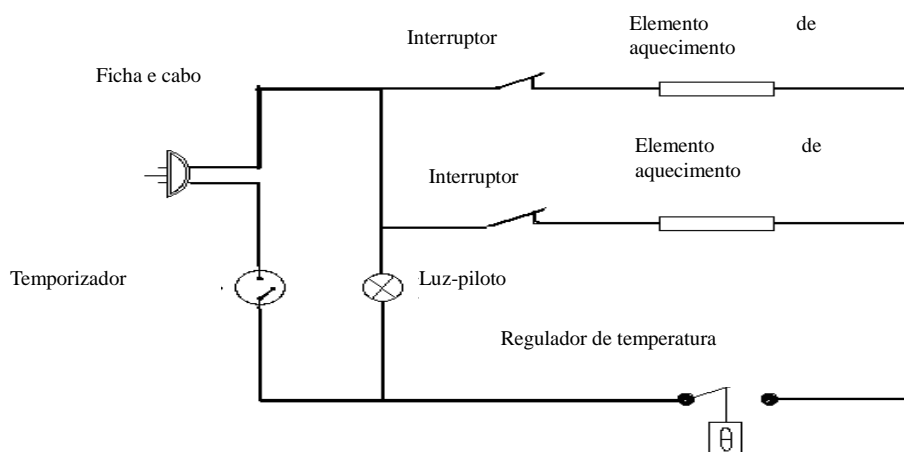 Elemento de
aquecimento
Interruptor
Ficha e cabo
Elemento de
aquecimento
Interruptor
Temporizador
Luz-piloto
Regulador de temperatura
θ